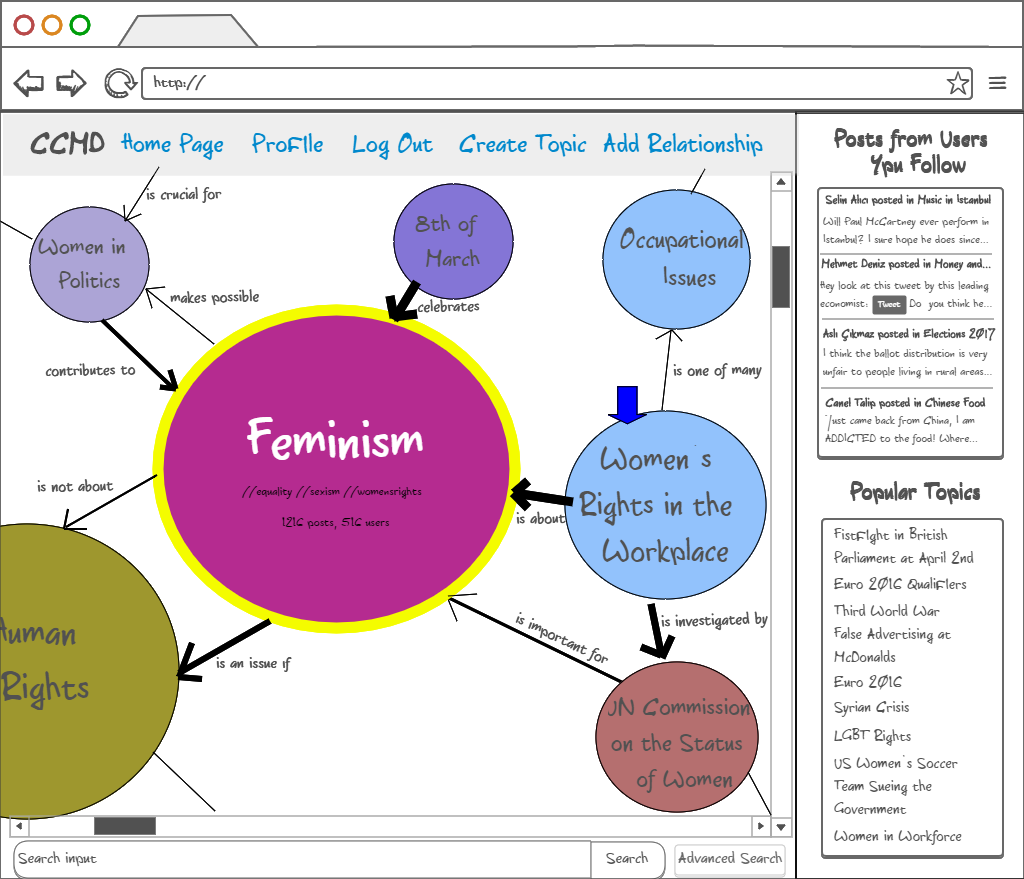 http://
CCMD Home Page ProFIle Log Out Create Topic Add Relationship
is crucial for
Women in
Politics
makes possible
contributes to
8th of
March
celebrates
Occupational
Issues
is one of many
Feminism
//equality //sexism //womensrights
1216 posts, 516 users
Women's
Rights in the
Workplace
is about
is not about
Human
Rights
is an issue if
is important for
is investigated by
UN Commission
on the Status
of Women
Search input
Search
Advanced Search
Posts from Users
Ypu Follow
Selin Alıcı posted in Music in Istanbul
Will Paul McCartney ever perform in
Istanbul? I sure hope he does since...
Mehmet Deniz posted in Money and...
Hey look at this tweet by this leading
economist: Tweet Do you think he...
Aslı Çıkmaz posted in Elections 2017
I think the ballot distribution is very
unfair to people living in rural areas...
Canel Talip posted in Chinese Food
Just came back from China, I am
ADDICTED to the food! Where...
Popular Topics
FistFIght in British
Parliament at April 2nd
Euro 2016 QualiFIers
Third World War
False Advertising at
McDonalds
Euro 2016
Syrian Crisis
LGBT Rights
US Women's Soccer
Team Sueing the
Government
Women in Workforce